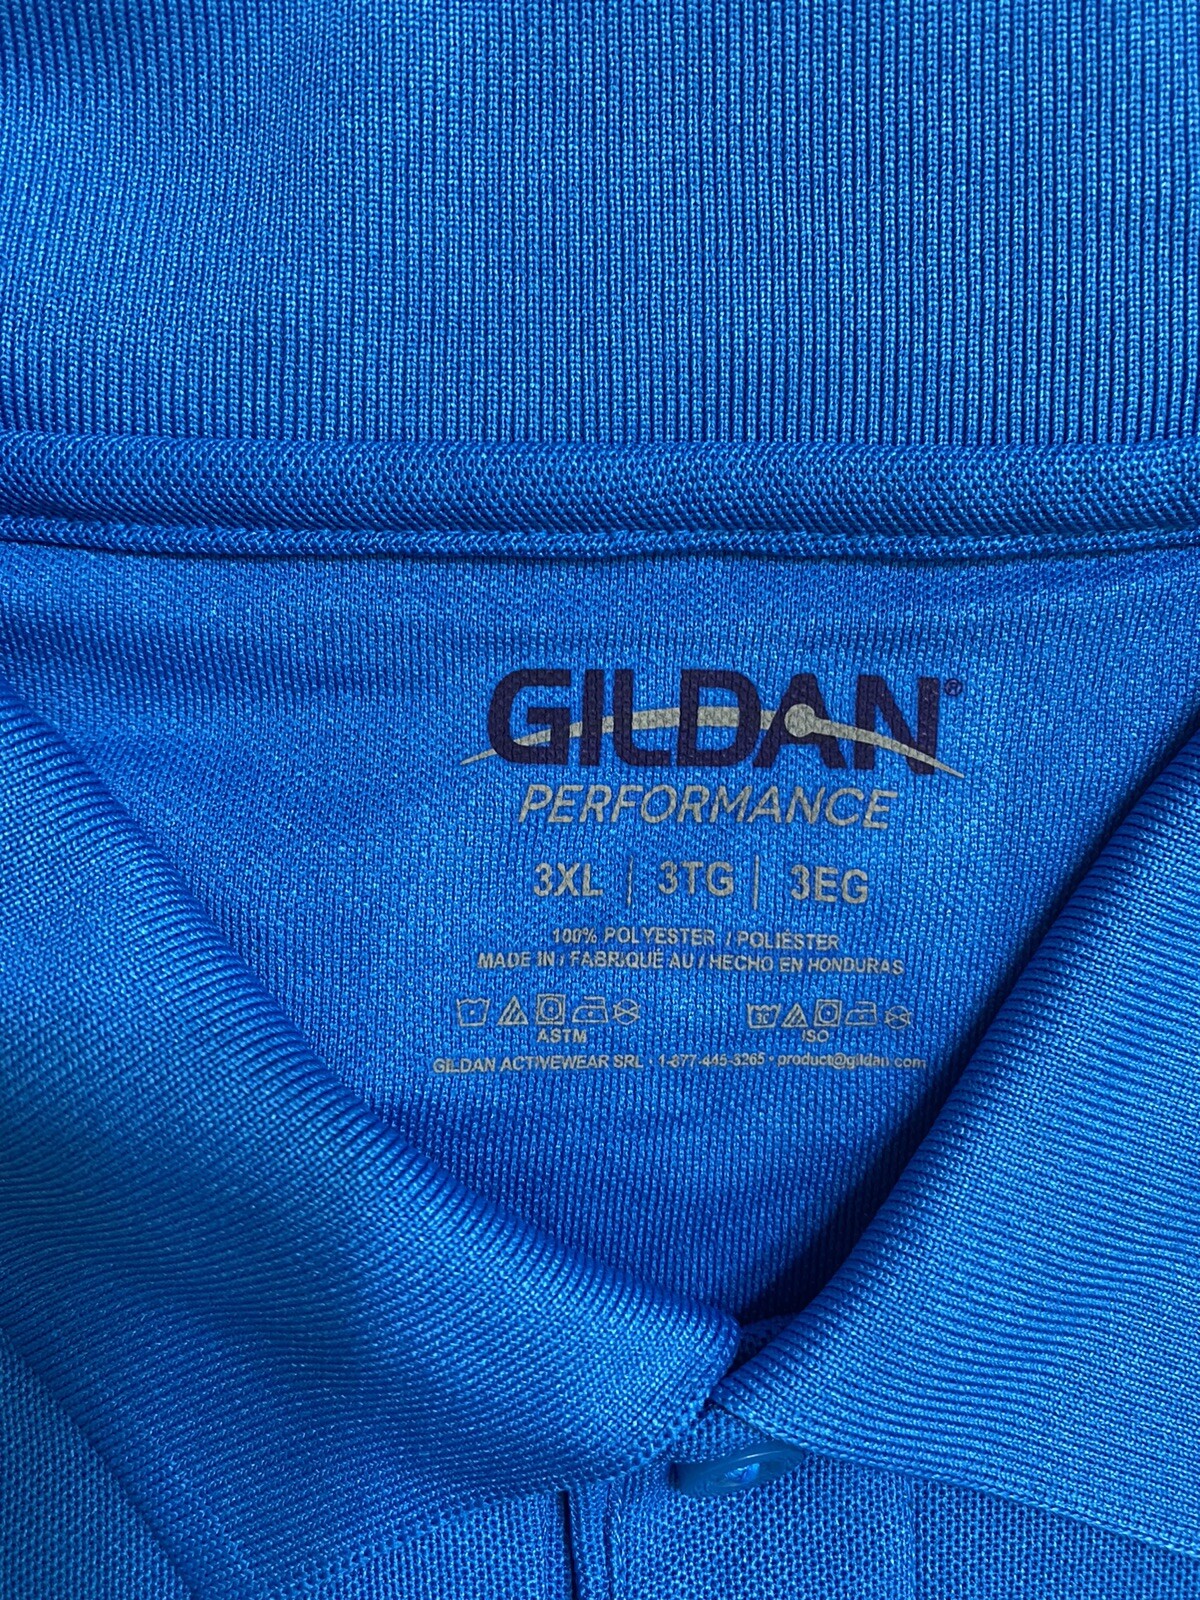 GILDAN®
PERFORMANCE
3XL | 3TG | 3EG
100% POLYESTER / POLIÉSTER
MADE IN / FABRIQUÉ AU / HECHO EN HONDURAS
30
ASTM ISO
GILDAN ACTIVEWEAR SRL · 1-877-445-3265 · product@gildan.com